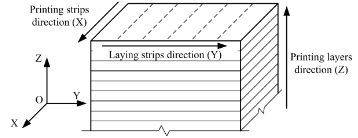 Printing strips
direction (X)
Laying strips direction (Y)
Printing layers
direction (Z)
Z
O
Y
X